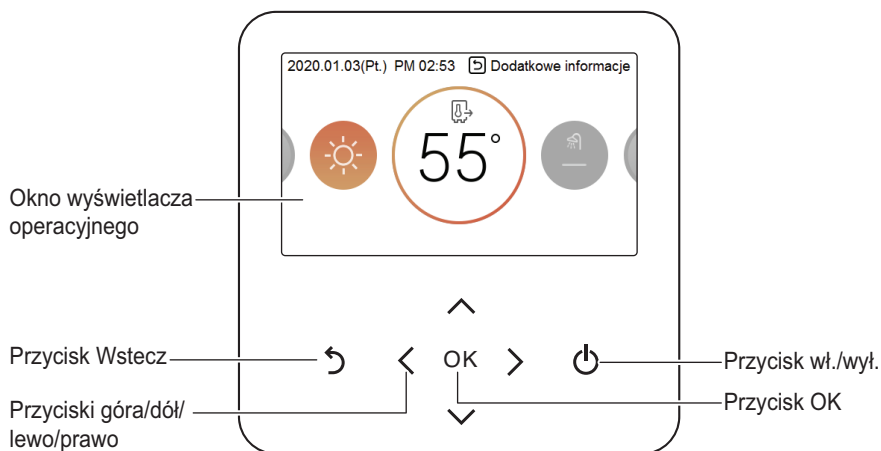 2020.01.03(Pt.) PM 02:53 Dodatkowe informacje
55°
Okno wyświetlacza
operacyjnego
Przycisk Wstecz
OK
Przycisk wł./wył.
Przyciski góra/dół/
lewo/prawo
Przycisk OK